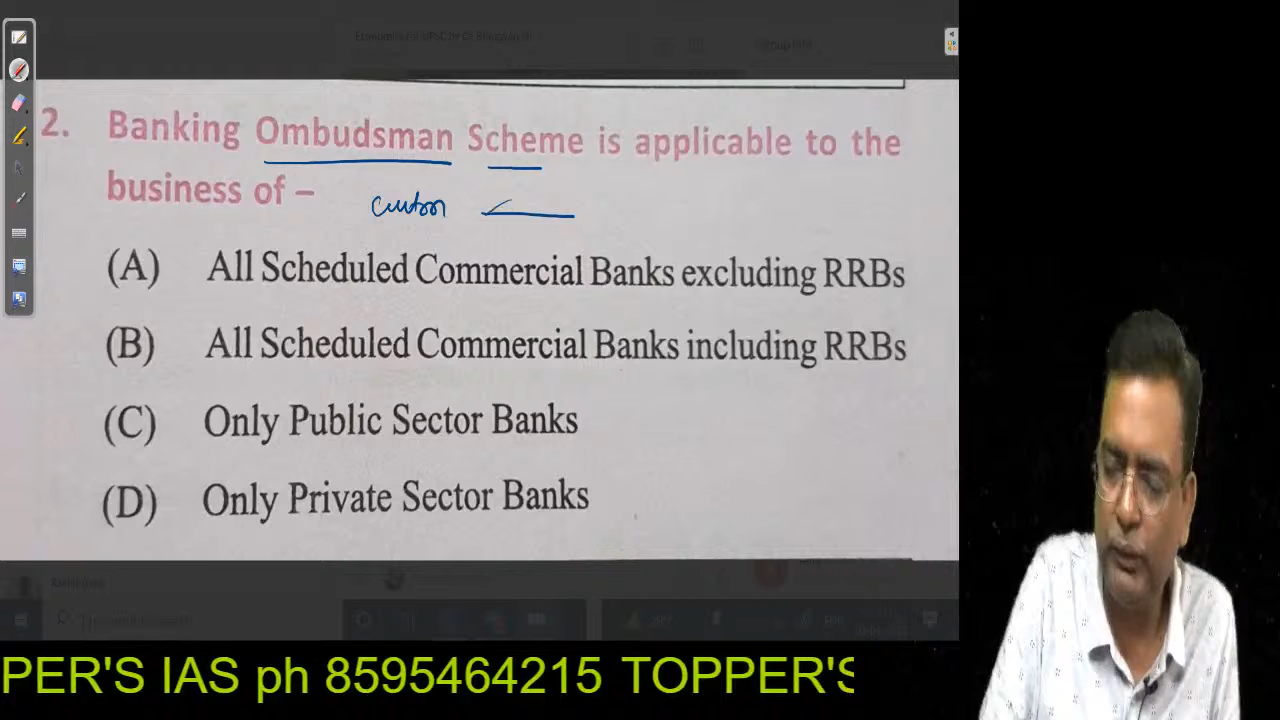 2. Banking Ombudsman Scheme is applicable to the
business of –
(A) All Scheduled Commercial Banks excluding RRBs
(B) All Scheduled Commercial Banks including RRBs
(C) Only Public Sector Banks
(D) Only Private Sector Banks
PER'S IAS ph 8595464215 TOPPER'S